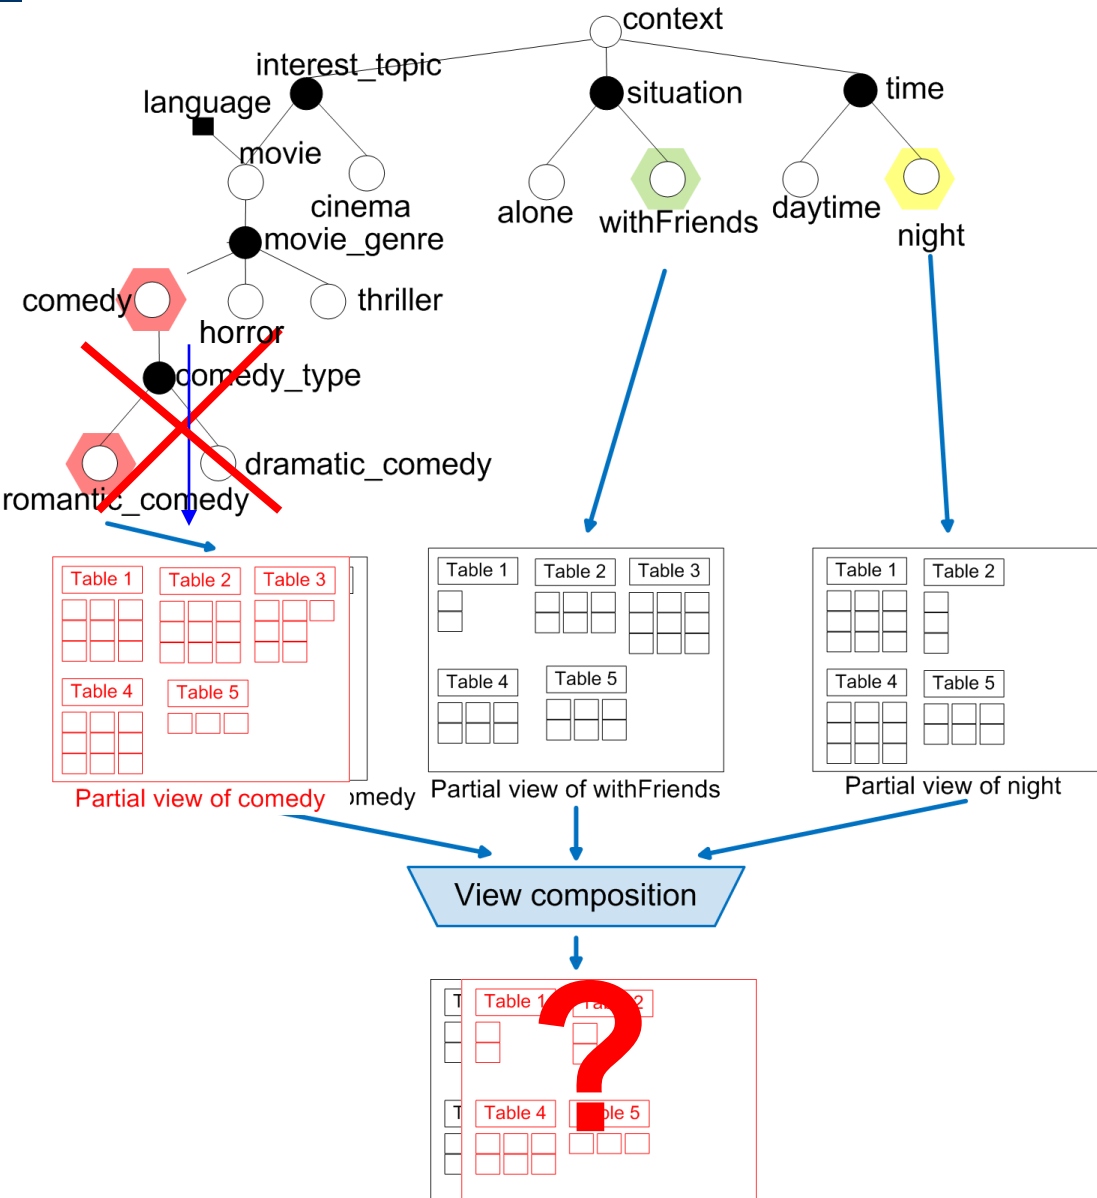 context
interest_topic
situation
time
language
movie
cinema
alone
withFriends
daytime
night
movie_genre
comedy
horror
thriller
comedy_type
dramatic_comedy
romantic_comedy
Table 1
Table 2
Table 3
Table 4
Table 5
Partial view of comedy
omedy
Table 1
Table 2
Table 3
Table 4
Table 5
Partial view of withFriends
Table 1
Table 2
Table 4
Table 5
Partial view of night
View composition
T
Table 1
?
T
Table 4